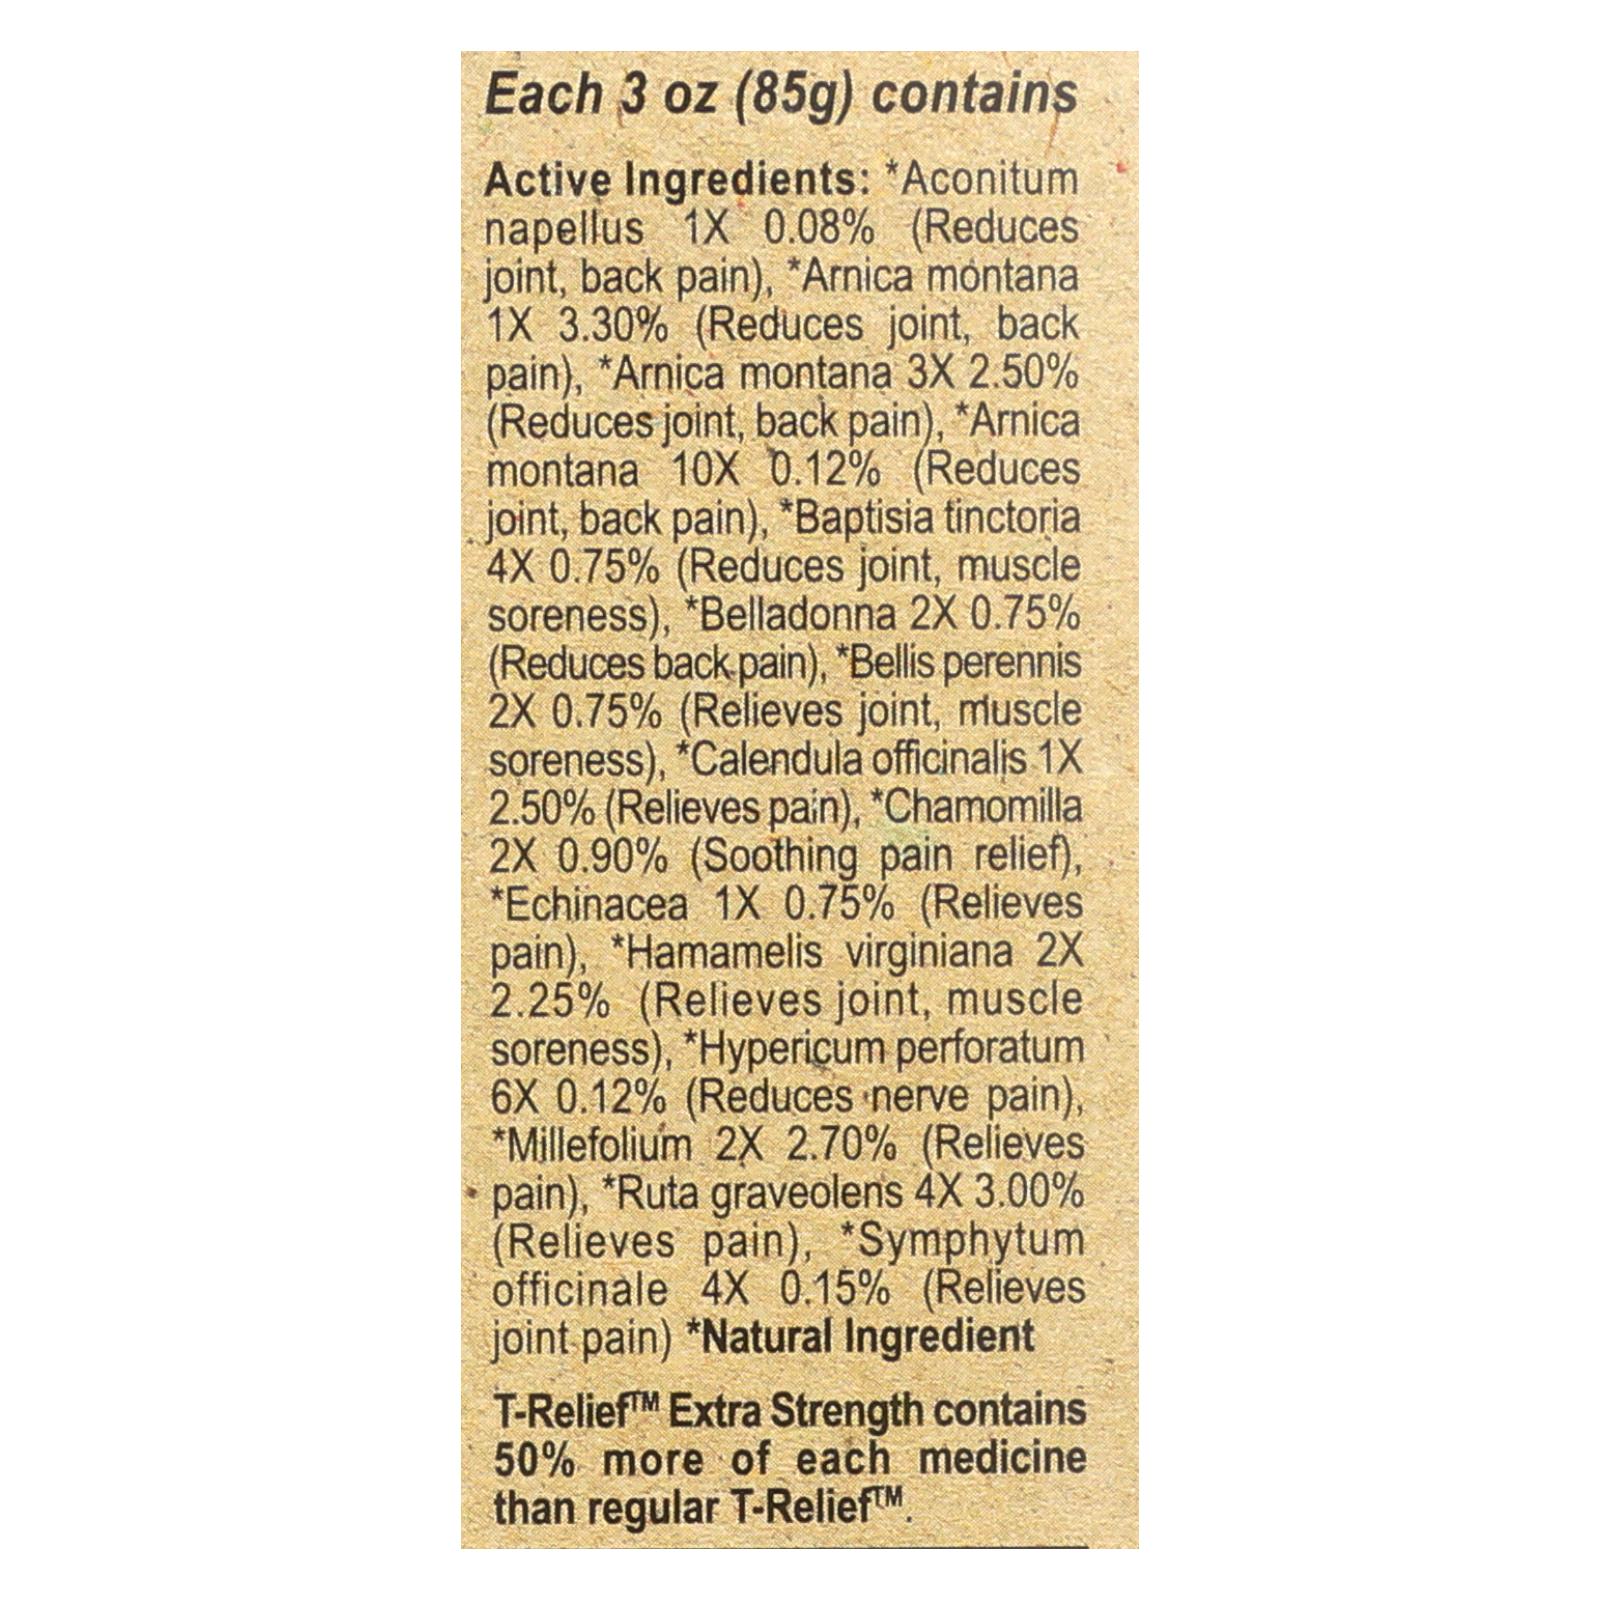 Each 3 oz (85g) contains
Active Ingredients: *Aconitum
napellus 1X 0.08% (Reduces
joint, back pain), *Arnica montana
1X 3.30% (Reduces joint, back
pain), *Arnica montana 3X 2.50%
(Reduces joint, back pain), *Arnica
montana 10X 0.12% (Reduces
joint, back pain), *Baptisia tinctoria
4X 0.75% (Reduces joint, muscle
soreness), *Belladonna 2X 0.75%
(Reduces back pain), *Bellis perennis
2X 0.75% (Relieves joint, muscle
soreness), *Calendula officinalis 1X
2.50% (Relieves pain), *Chamomilla
2X 0.90% (Soothing pain relief),
*Echinacea 1X 0.75% (Relieves
pain), *Hamamelis virginiana 2X
2.25% (Relieves joint, muscle
soreness), *Hypericum perforatum
6X 0.12% (Reduces nerve pain),
*Millefolium 2X 2.70% (Relieves
pain), *Ruta graveolens 4X 3.00%
(Relieves pain), *Symphytum
officinale 4X 0.15% (Relieves
joint pain) *Natural Ingredient
T-Relief™ Extra Strength contains
50% more of each medicine
than regular T-Relief™.